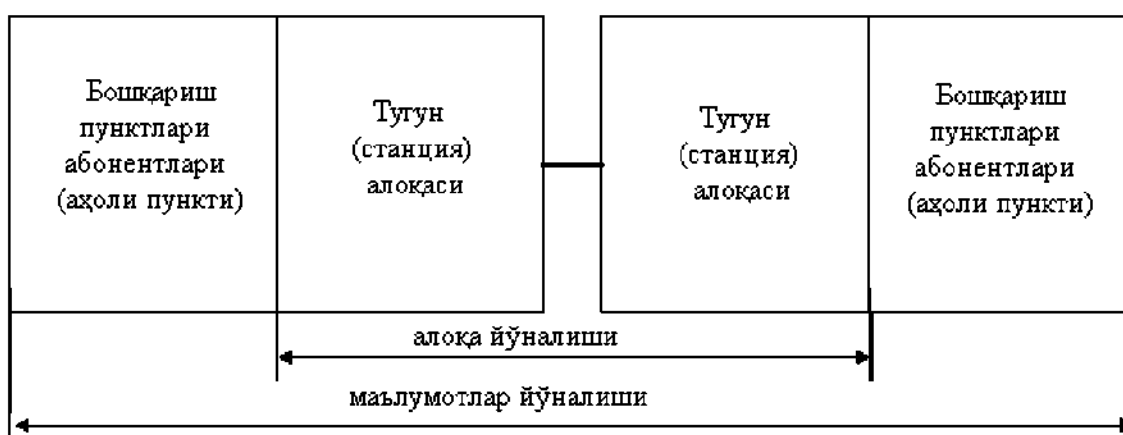 Бошқариш
пунктлари
абонентлари
(аҳоли пункти)
Тугун
(станция)
алоқаси
Тугун
(станция)
алоқаси
Бошқариш
пунктлари
абонентлари
(аҳоли пункти)
алоқа йўналиши
маълумотлар йўналиши